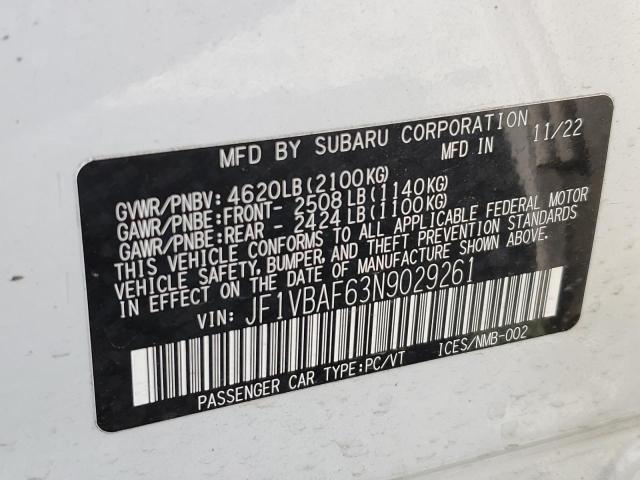 MFD BY SUBARU CORPORATION
MFD IN 11/22
GVWR/PNBV: 4620LB(2100KG)
GAWR/PNBE:FRONT- 2508LB(1140KG)
GAWR/PNBE:REAR - 2424LB(1100KG)
THIS VEHICLE CONFORMS TO ALL APPLICABLE FEDERAL MOTOR
VEHICLE SAFETY, BUMPER, AND THEFT PREVENTION STANDARDS
IN EFFECT ON THE DATE OF MANUFACTURE SHOWN ABOVE.
VIN: JF1VBAF63N9029261
PASSENGER CAR TYPE:PC/VT ICES/NMB-002